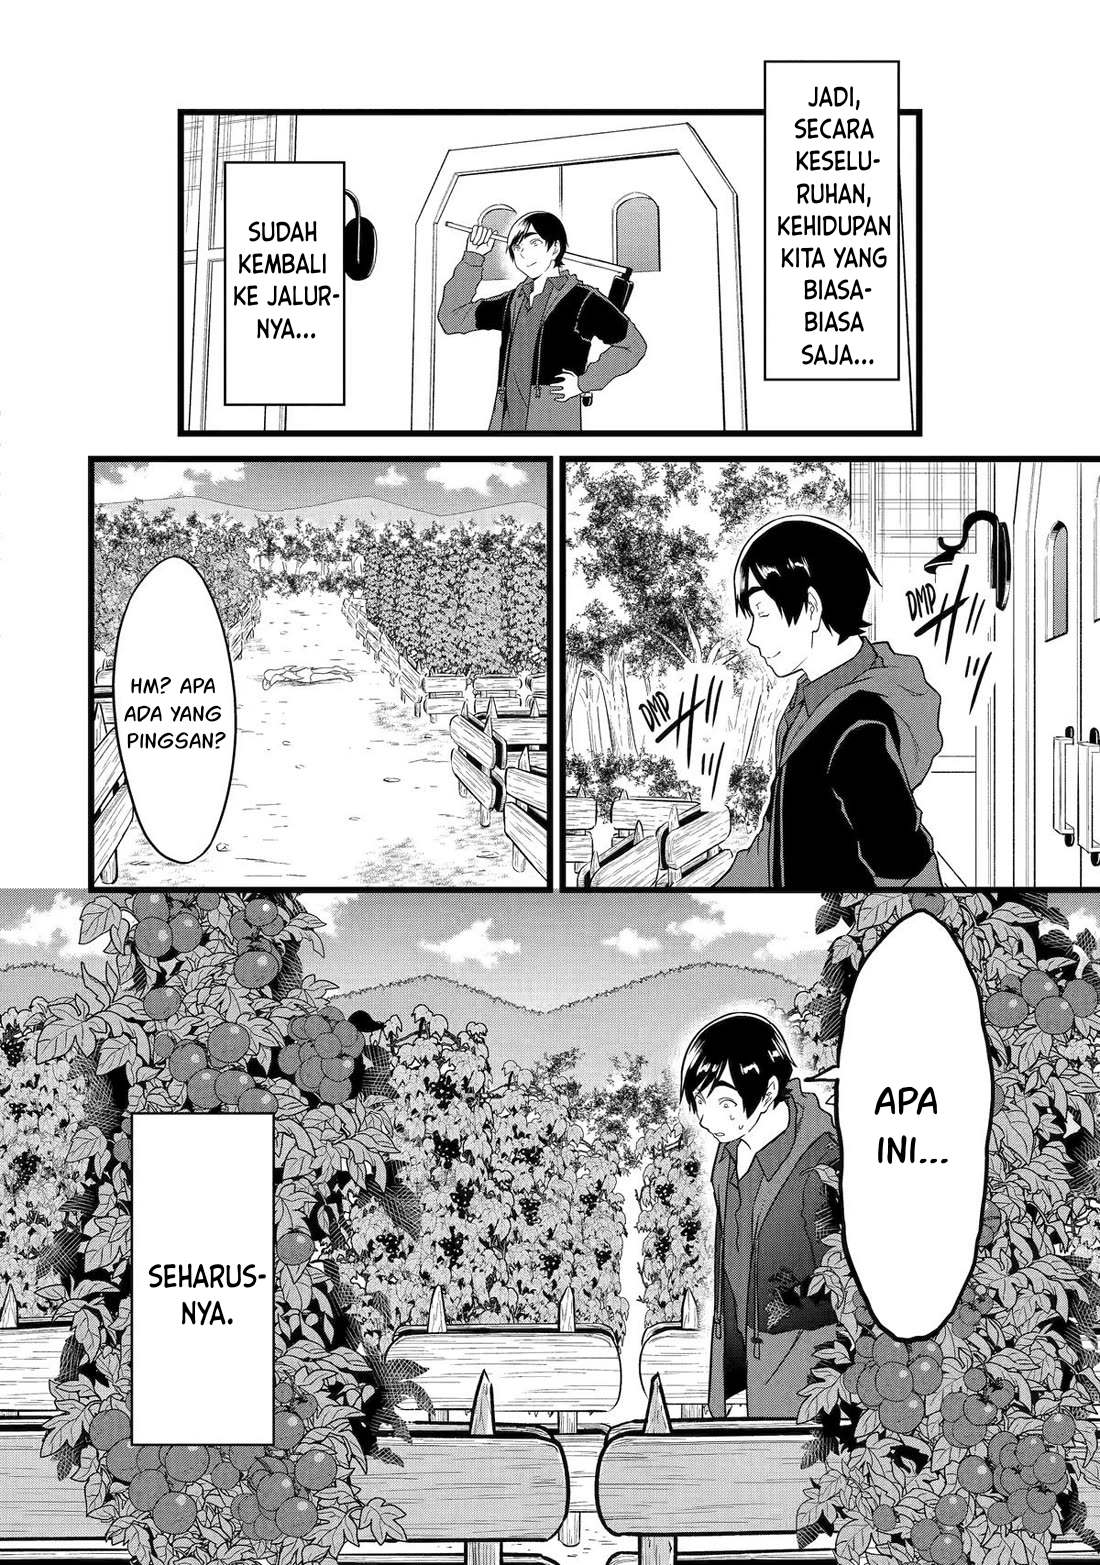 JADI,
SECARA
KESELU-
RUHAN,
KEHIDUPAN
KITA YANG
BIASA-
BIASA
SAJA...
SUDAH
KEMBALI
KE JALUR-
NYA...
DMP
DMP
HM? APA
ADA YANG
PINGSAN?
APA
INI...
SEHARUS-
NYA.